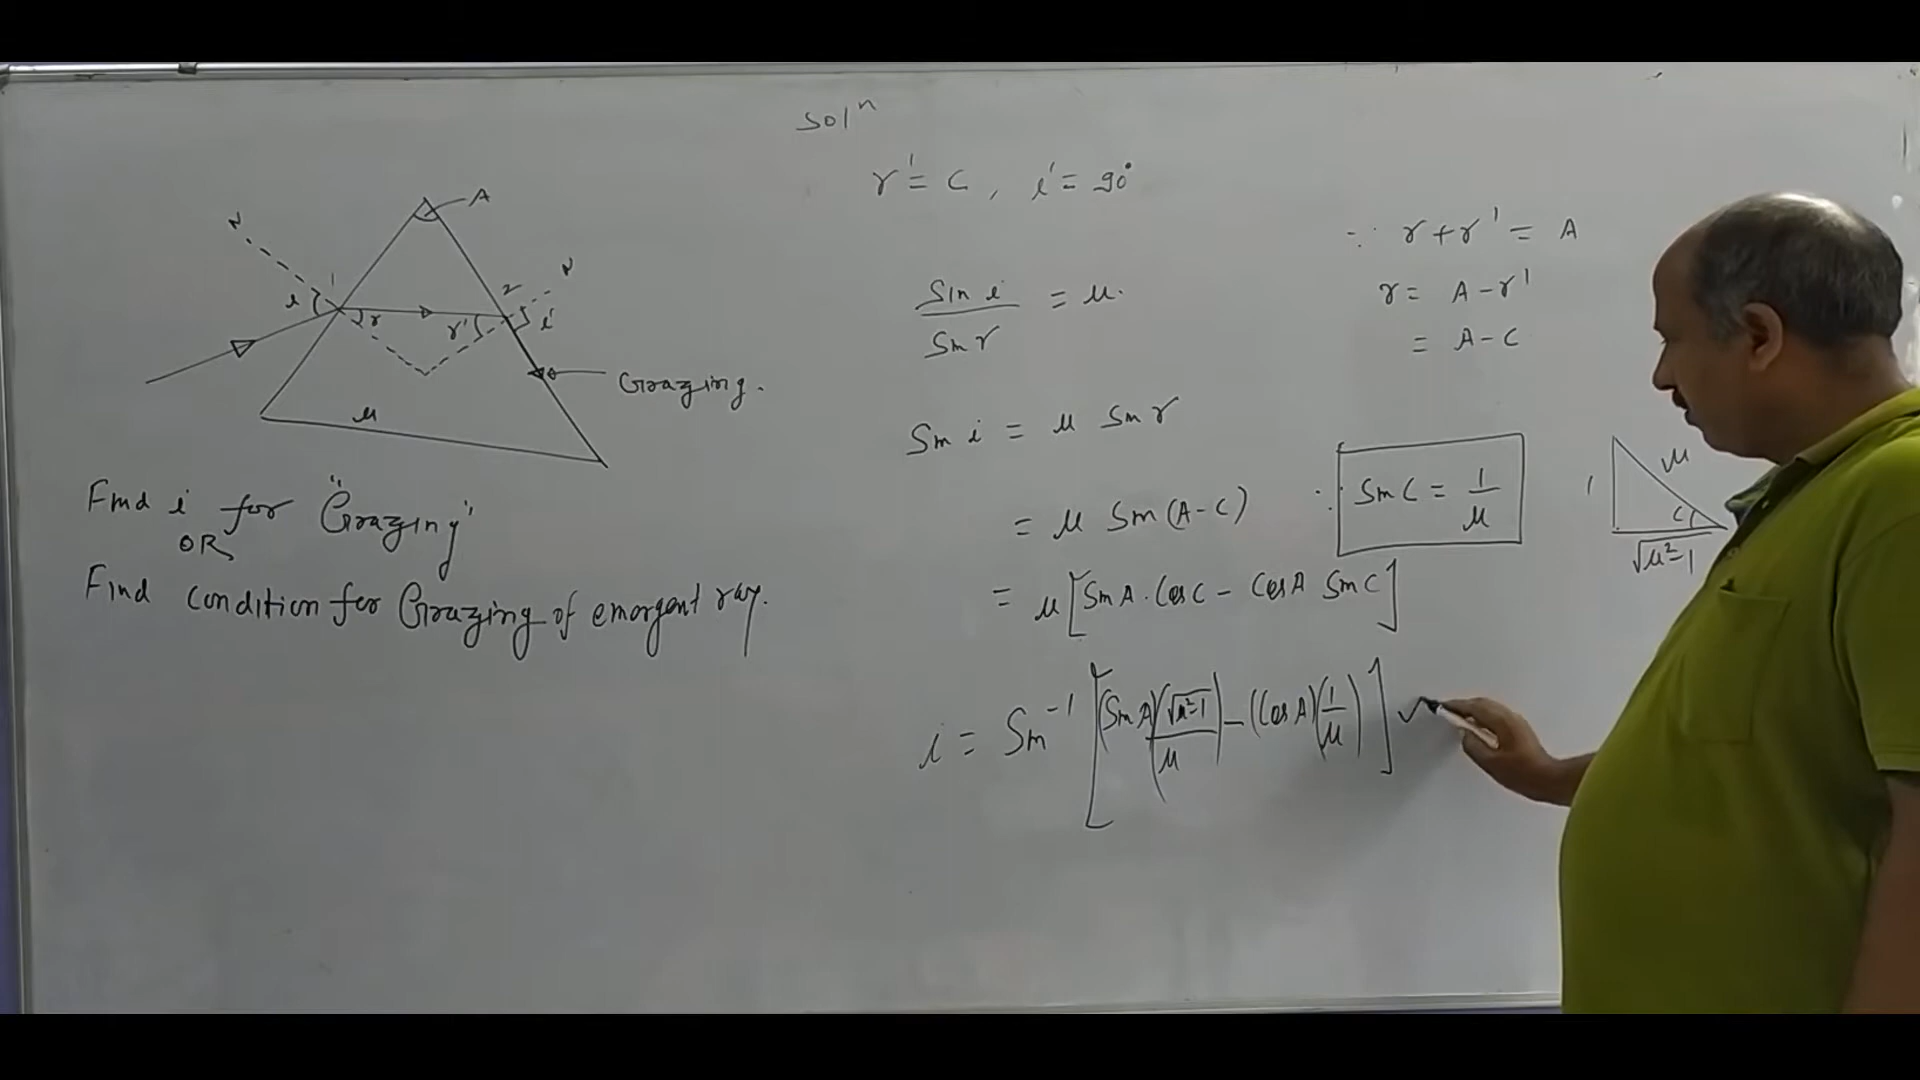 Solⁿ
r' = C , i' = 90°
A
N
N
1
2
i
r
r'
i'
Grazing.
μ
Find i for "Grazing"
OR
Find condition for Grazing of emergent ray.
Sin i / Sin r = μ.
Sin i = μ Sin r
= μ Sin (A - C)
= μ [Sin A . Cos C - Cos A Sin C]
i = Sin⁻¹ [(Sin A)(√μ²-1 / μ) - (Cos A)(1/μ)] ✓
∵ r + r' = A
r = A - r'
= A - C
∵ Sin C = 1/μ
1
μ
C
√μ²-1